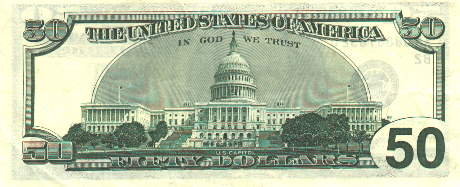 50 THE UNITED STATES OF AMERICA 50
IN GOD WE TRUST
U.S. CAPITOL
50 FIFTY DOLLARS 50